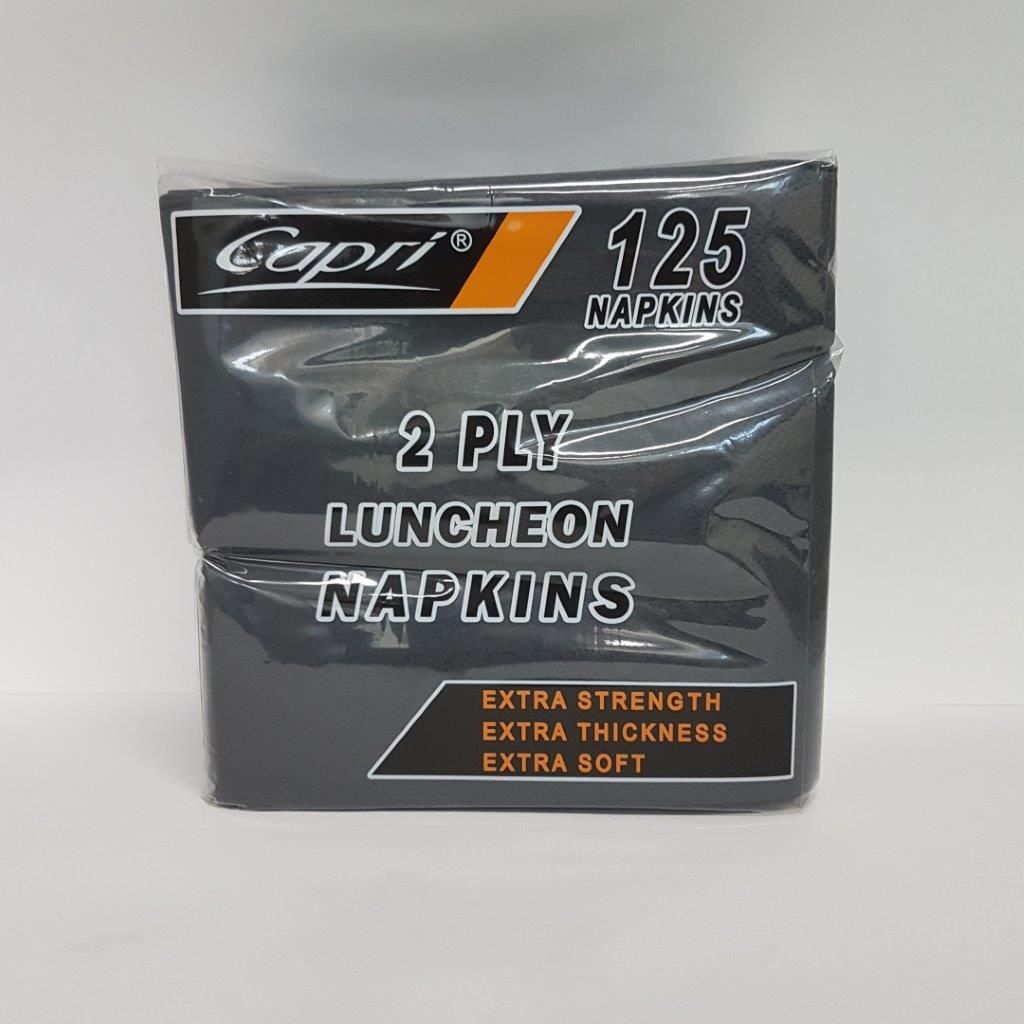 Capri®
125
NAPKINS
2 PLY
LUNCHEON
NAPKINS
EXTRA STRENGTH
EXTRA THICKNESS
EXTRA SOFT